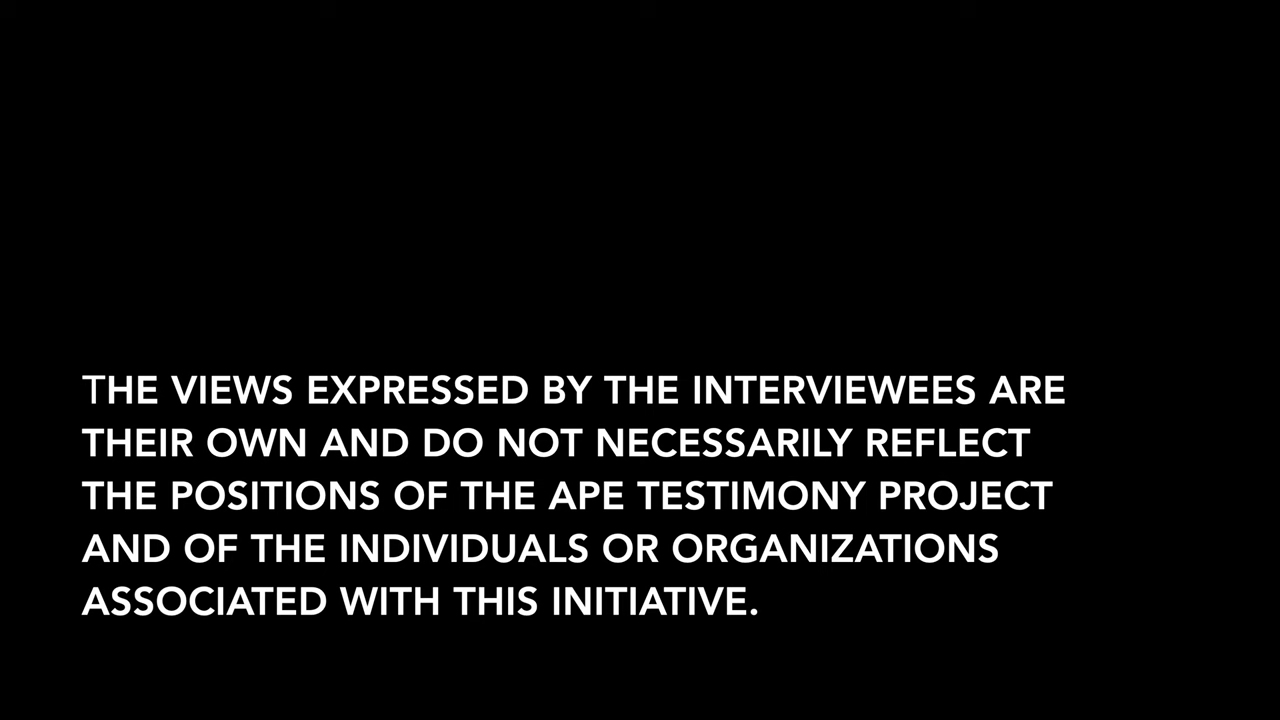 THE VIEWS EXPRESSED BY THE INTERVIEWEES ARE
THEIR OWN AND DO NOT NECESSARILY REFLECT
THE POSITIONS OF THE APE TESTIMONY PROJECT
AND OF THE INDIVIDUALS OR ORGANIZATIONS
ASSOCIATED WITH THIS INITIATIVE.